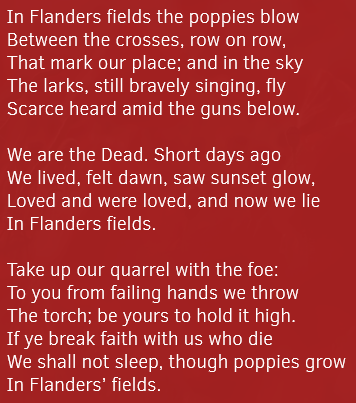 In Flanders fields the poppies blow
Between the crosses, row on row,
That mark our place; and in the sky
The larks, still bravely singing, fly
Scarce heard amid the guns below.

We are the Dead. Short days ago
We lived, felt dawn, saw sunset glow,
Loved and were loved, and now we lie
In Flanders fields.

Take up our quarrel with the foe:
To you from failing hands we throw
The torch; be yours to hold it high.
If ye break faith with us who die
We shall not sleep, though poppies grow
In Flanders’ fields.